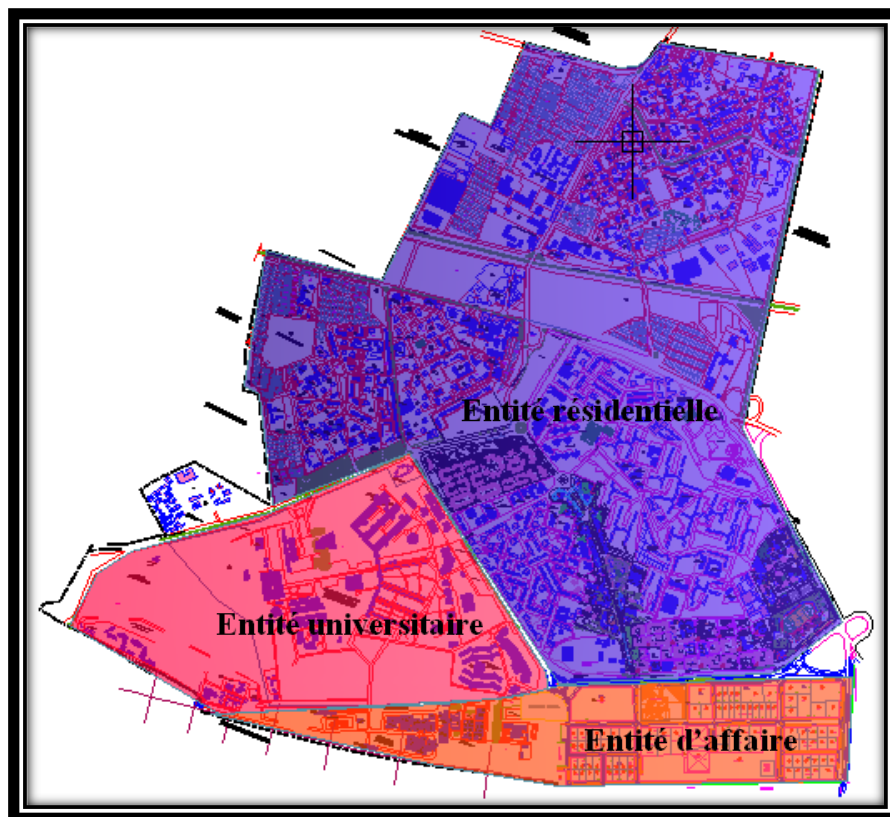 Entité résidentielle
Entité universitaire
Entité d’affaire